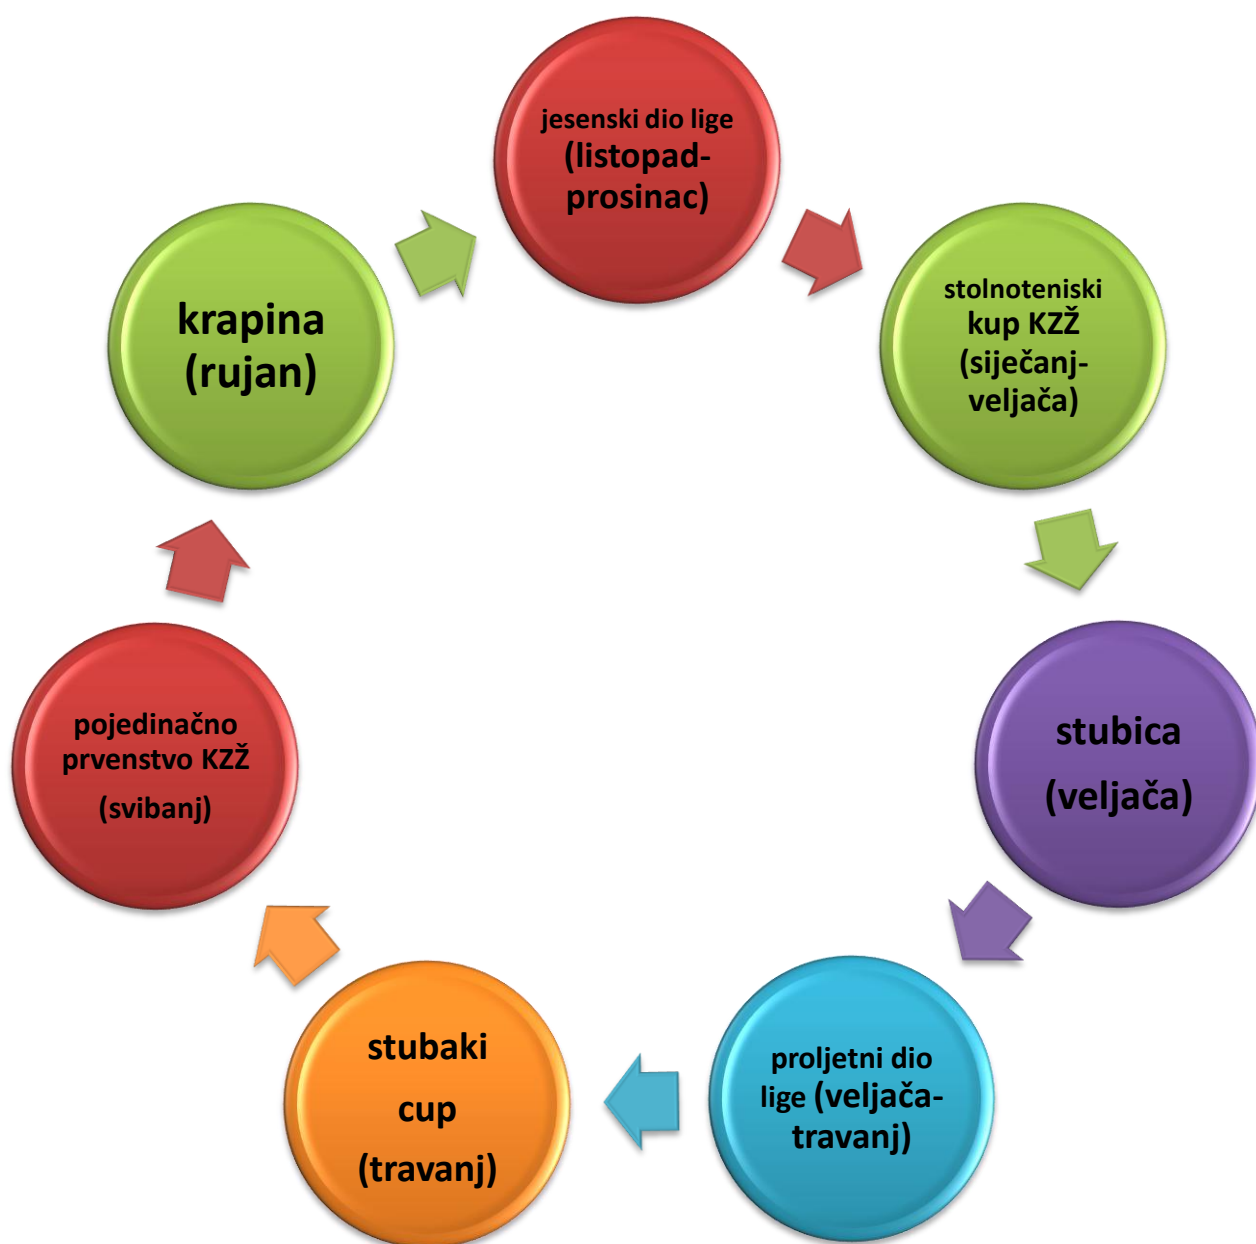 jesenski dio lige
(listopad-
prosinac)
stolnoteniski
kup KZŽ
(siječanj-
veljača)
stubica
(veljača)
proljetni dio
lige (veljača-
travanj)
stubaki
cup
(travanj)
pojedinačno
prvenstvo KZŽ
(svibanj)
krapina
(rujan)